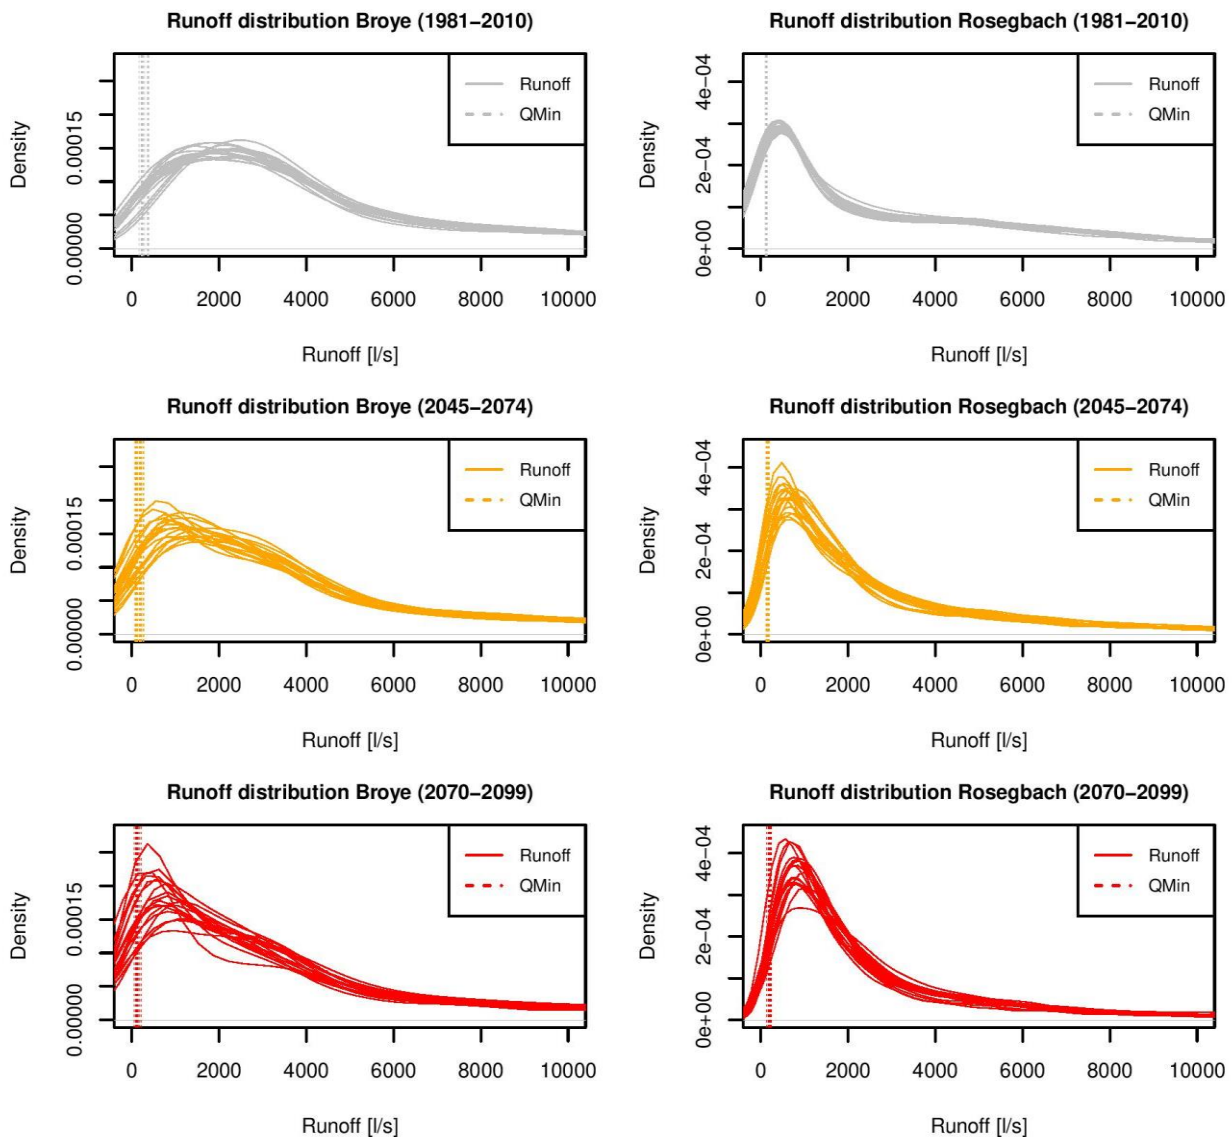 Runoff distribution Broye (1981−2010)
Density
0.00000 0.00015
Runoff
QMin
0 2000 4000 6000 8000 10000
Runoff [l/s]
Runoff distribution Rosegbach (1981−2010)
Density
0e+00 2e−04 4e−04
Runoff
QMin
0 2000 4000 6000 8000 10000
Runoff [l/s]
Runoff distribution Broye (2045−2074)
Density
0.00000 0.00015
Runoff
QMin
0 2000 4000 6000 8000 10000
Runoff [l/s]
Runoff distribution Rosegbach (2045−2074)
Density
0e+00 2e−04 4e−04
Runoff
QMin
0 2000 4000 6000 8000 10000
Runoff [l/s]
Runoff distribution Broye (2070−2099)
Density
0.00000 0.00015
Runoff
QMin
0 2000 4000 6000 8000 10000
Runoff [l/s]
Runoff distribution Rosegbach (2070−2099)
Density
0e+00 2e−04 4e−04
Runoff
QMin
0 2000 4000 6000 8000 10000
Runoff [l/s]